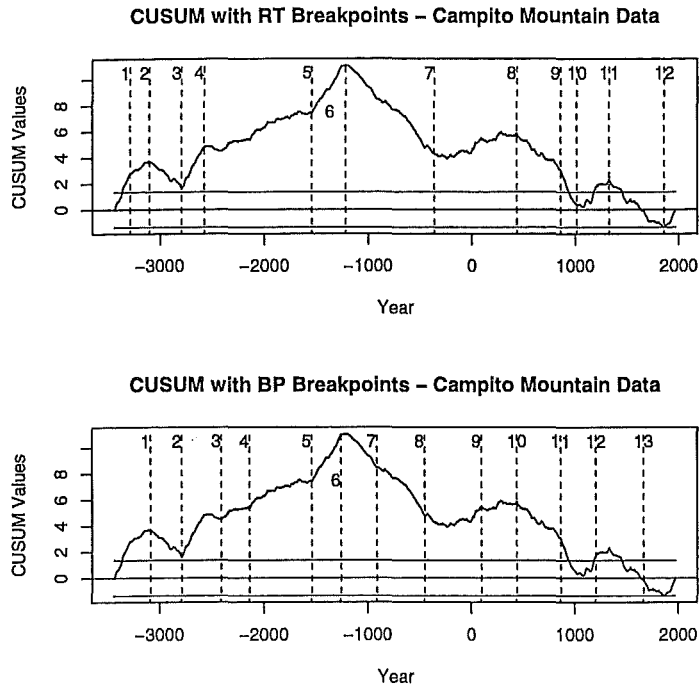 CUSUM with RT Breakpoints – Campito Mountain Data
CUSUM Values
8
6
4
2
0
1 2 3 4 5 6 7 8 9 10 11 12
−3000 −2000 −1000 0 1000 2000
Year
CUSUM with BP Breakpoints – Campito Mountain Data
CUSUM Values
8
6
4
2
0
1 2 3 4 5 6 7 8 9 10 11 12 13
−3000 −2000 −1000 0 1000 2000
Year